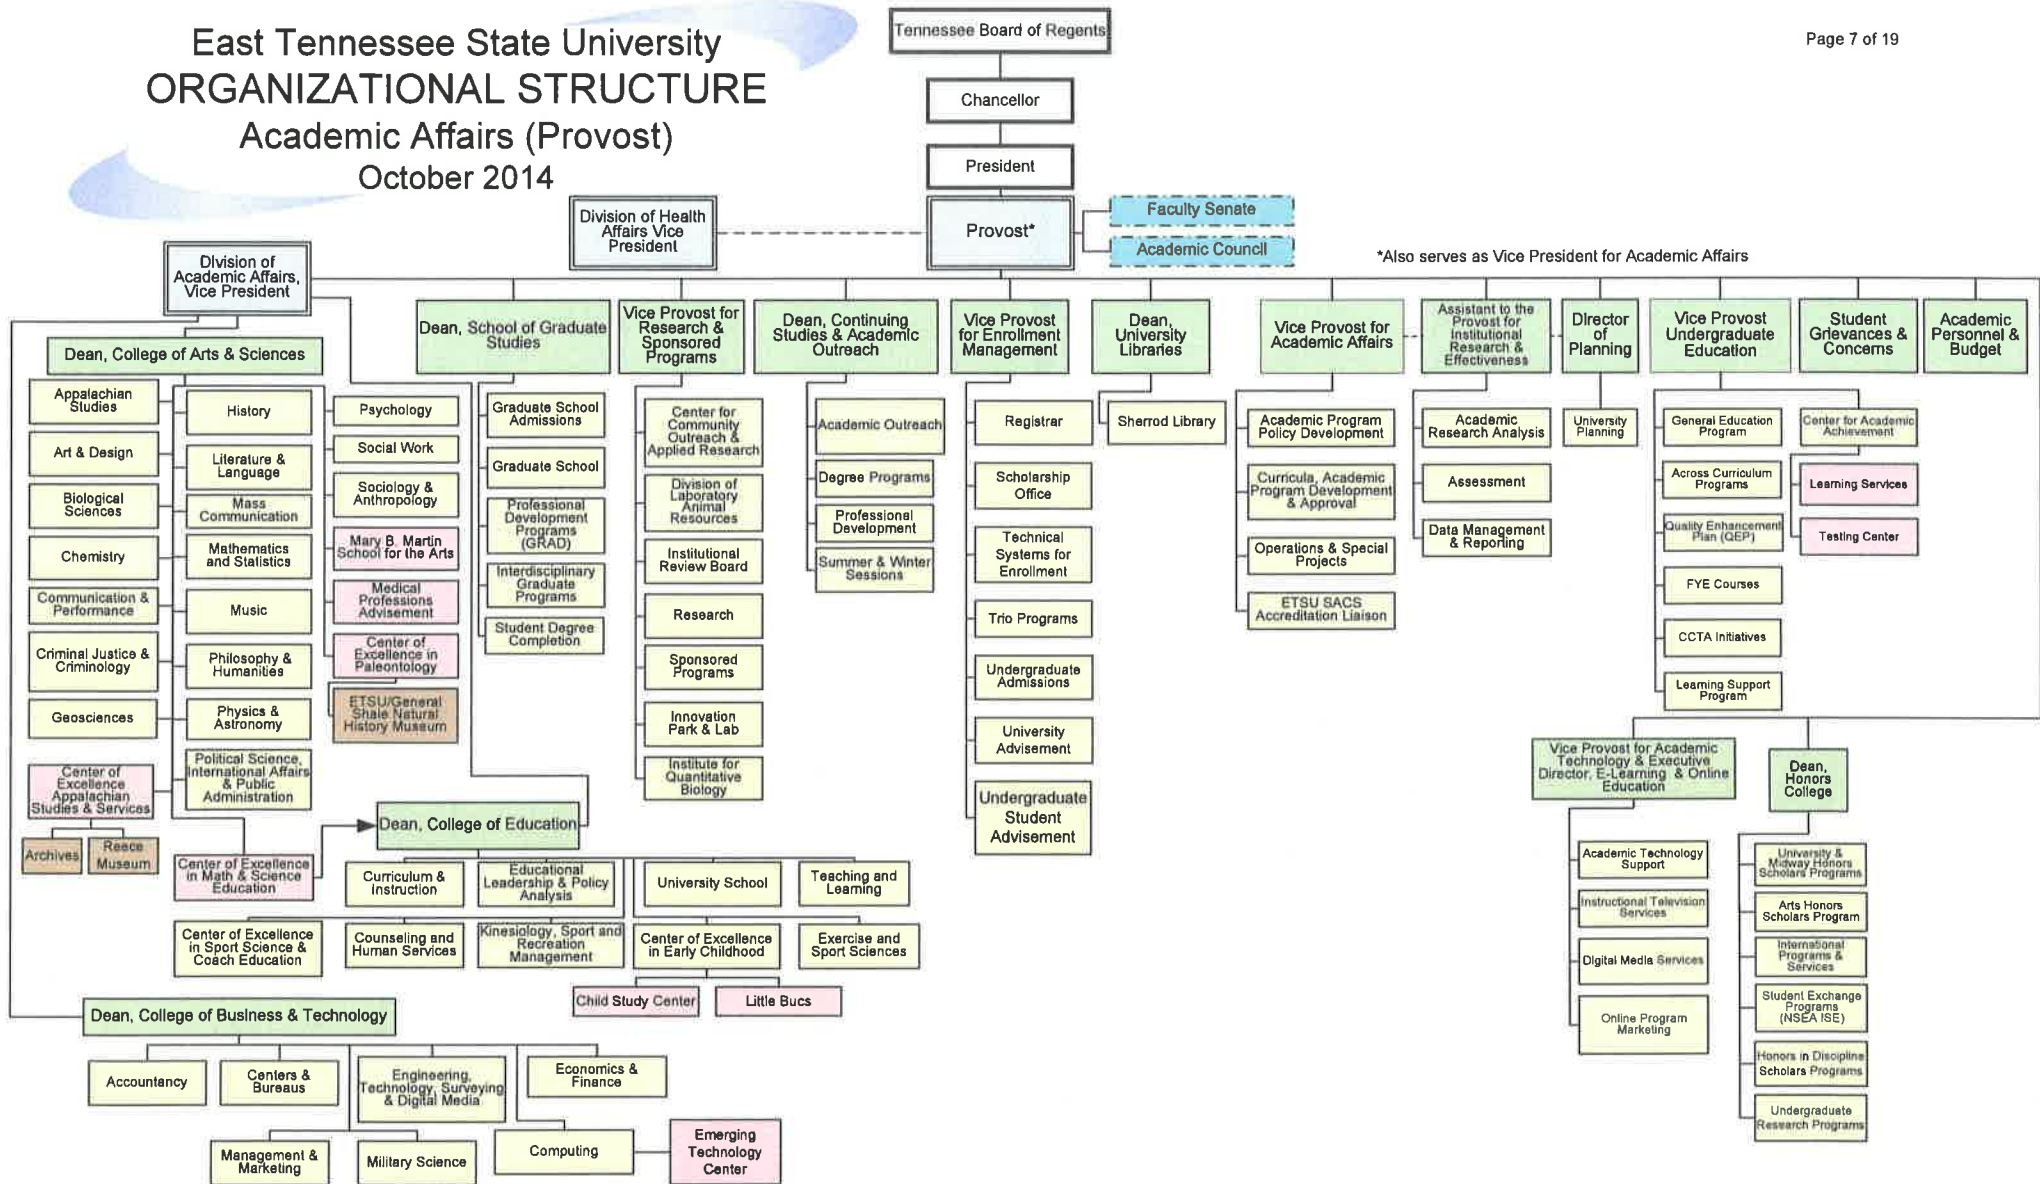 East Tennessee State University
ORGANIZATIONAL STRUCTURE
Academic Affairs (Provost)
October 2014
Page 7 of 19
Tennessee Board of Regents
Chancellor
President
Provost*
Faculty Senate
Academic Council
Division of Health
Affairs Vice
President
Division of
Academic Affairs,
Vice President
*Also serves as Vice President for Academic Affairs
Dean, College of Arts & Sciences
Appalachian
Studies
Art & Design
Biological
Sciences
Chemistry
Communication &
Performance
Criminal Justice &
Criminology
Geosciences
Center of
Excellence
Appalachian
Studies & Services
Archives
Reece
Museum
History
Literature &
Language
Mass
Communication
Mathematics
and Statistics
Music
Philosophy &
Humanities
Physics &
Astronomy
Political Science,
International Affairs
& Public
Administration
Center of Excellence
in Math & Science
Education
Psychology
Social Work
Sociology &
Anthropology
Mary B. Martin
School for the Arts
Medical
Professions
Advisement
Center of
Excellence in
Paleontology
ETSU/General
Shale Natural
History Museum
Dean, School of Graduate
Studies
Graduate School
Admissions
Graduate School
Professional
Development
Programs
(GRAD)
Interdisciplinary
Graduate
Programs
Student Degree
Completion
Vice Provost for
Research &
Sponsored
Programs
Center for
Community
Outreach &
Applied Research
Division of
Laboratory
Animal
Resources
Institutional
Review Board
Research
Sponsored
Programs
Innovation
Park & Lab
Institute for
Quantitative
Biology
Dean, Continuing
Studies & Academic
Outreach
Academic Outreach
Degree Programs
Professional
Development
Summer & Winter
Sessions
Vice Provost
for Enrollment
Management
Registrar
Scholarship
Office
Technical
Systems for
Enrollment
Trio Programs
Undergraduate
Admissions
University
Advisement
Undergraduate
Student
Advisement
Dean,
University
Libraries
Sherrod Library
Vice Provost for
Academic Affairs
Academic Program
Policy Development
Curricula, Academic
Program Development
& Approval
Operations & Special
Projects
ETSU SACS
Accreditation Liaison
Assistant to the
Provost for
Institutional
Research &
Effectiveness
Academic
Research Analysis
Assessment
Data Management
& Reporting
Director
of
Planning
University
Planning
Vice Provost
Undergraduate
Education
General Education
Program
Across Curriculum
Programs
Quality Enhancement
Plan (QEP)
FYE Courses
CCTA Initiatives
Learning Support
Program
Center for Academic
Achievement
Learning Services
Testing Center
Student
Grievances &
Concerns
Academic
Personnel &
Budget
Vice Provost for Academic
Technology & Executive
Director, E-Learning & Online
Education
Academic Technology
Support
Instructional Television
Services
Digital Media Services
Online Program
Marketing
Dean,
Honors
College
University &
Midway Honors
Scholars Programs
Arts Honors
Scholars Program
International
Programs &
Services
Student Exchange
Programs
(NSEA ISE)
Honors in Discipline
Scholars Programs
Undergraduate
Research Programs
Dean, College of Education
Curriculum &
Instruction
Educational
Leadership & Policy
Analysis
University School
Teaching and
Learning
Center of Excellence
in Sport Science &
Coach Education
Counseling and
Human Services
Kinesiology, Sport and
Recreation
Management
Center of Excellence
in Early Childhood
Exercise and
Sport Sciences
Child Study Center
Little Bucs
Dean, College of Business & Technology
Accountancy
Centers &
Bureaus
Engineering,
Technology, Surveying
& Digital Media
Economics &
Finance
Management &
Marketing
Military Science
Computing
Emerging
Technology
Center